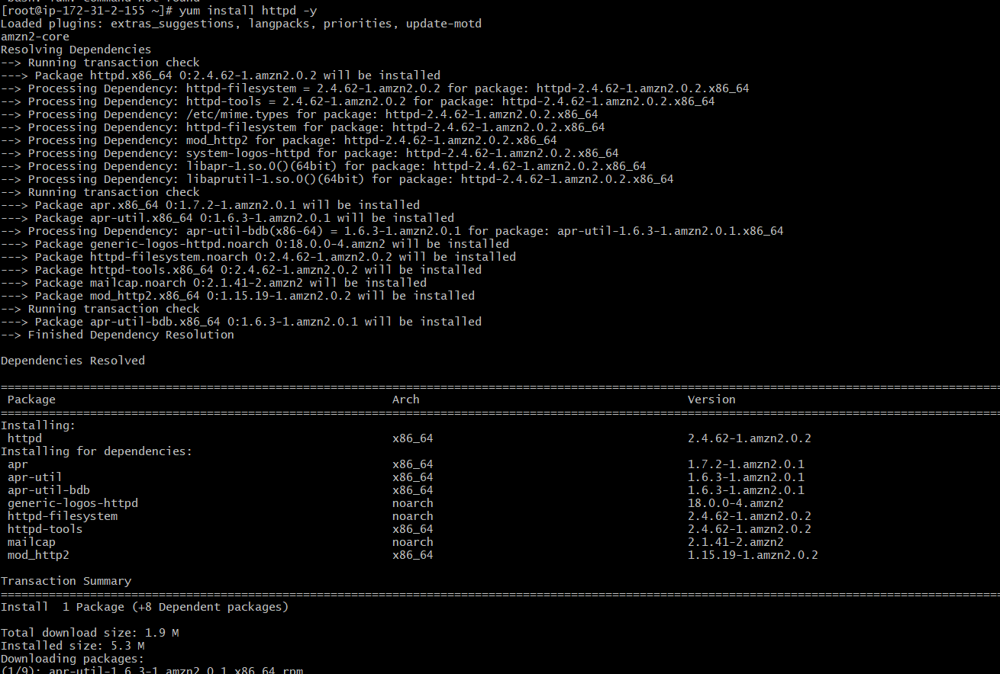 [root@ip-172-31-2-155 ~]# yum install httpd -y
Loaded plugins: extras_suggestions, langpacks, priorities, update-motd
amzn2-core
Resolving Dependencies
--> Running transaction check
---> Package httpd.x86_64 0:2.4.62-1.amzn2.0.2 will be installed
--> Processing Dependency: httpd-filesystem = 2.4.62-1.amzn2.0.2 for package: httpd-2.4.62-1.amzn2.0.2.x86_64
--> Processing Dependency: httpd-tools = 2.4.62-1.amzn2.0.2 for package: httpd-2.4.62-1.amzn2.0.2.x86_64
--> Processing Dependency: /etc/mime.types for package: httpd-2.4.62-1.amzn2.0.2.x86_64
--> Processing Dependency: httpd-filesystem for package: httpd-2.4.62-1.amzn2.0.2.x86_64
--> Processing Dependency: mod_http2 for package: httpd-2.4.62-1.amzn2.0.2.x86_64
--> Processing Dependency: system-logos-httpd for package: httpd-2.4.62-1.amzn2.0.2.x86_64
--> Processing Dependency: libapr-1.so.0()(64bit) for package: httpd-2.4.62-1.amzn2.0.2.x86_64
--> Processing Dependency: libaprutil-1.so.0()(64bit) for package: httpd-2.4.62-1.amzn2.0.2.x86_64
--> Running transaction check
---> Package apr.x86_64 0:1.7.2-1.amzn2.0.1 will be installed
---> Package apr-util.x86_64 0:1.6.3-1.amzn2.0.1 will be installed
--> Processing Dependency: apr-util-bdb(x86-64) = 1.6.3-1.amzn2.0.1 for package: apr-util-1.6.3-1.amzn2.0.1.x86_64
---> Package generic-logos-httpd.noarch 0:18.0.0-4.amzn2 will be installed
---> Package httpd-filesystem.noarch 0:2.4.62-1.amzn2.0.2 will be installed
---> Package httpd-tools.x86_64 0:2.4.62-1.amzn2.0.2 will be installed
---> Package mailcap.noarch 0:2.1.41-2.amzn2 will be installed
---> Package mod_http2.x86_64 0:1.15.19-1.amzn2.0.2 will be installed
--> Running transaction check
---> Package apr-util-bdb.x86_64 0:1.6.3-1.amzn2.0.1 will be installed
--> Finished Dependency Resolution
Dependencies Resolved
Package Arch Version
Installing:
httpd x86_64 2.4.62-1.amzn2.0.2
Installing for dependencies:
apr x86_64 1.7.2-1.amzn2.0.1
apr-util x86_64 1.6.3-1.amzn2.0.1
apr-util-bdb x86_64 1.6.3-1.amzn2.0.1
generic-logos-httpd noarch 18.0.0-4.amzn2
httpd-filesystem noarch 2.4.62-1.amzn2.0.2
httpd-tools x86_64 2.4.62-1.amzn2.0.2
mailcap noarch 2.1.41-2.amzn2
mod_http2 x86_64 1.15.19-1.amzn2.0.2
Transaction Summary
Install  1 Package (+8 Dependent packages)
Total download size: 1.9 M
Installed size: 5.3 M
Downloading packages:
(1/9): apr-util-1.6.3-1.amzn2.0.1.x86_64.rpm